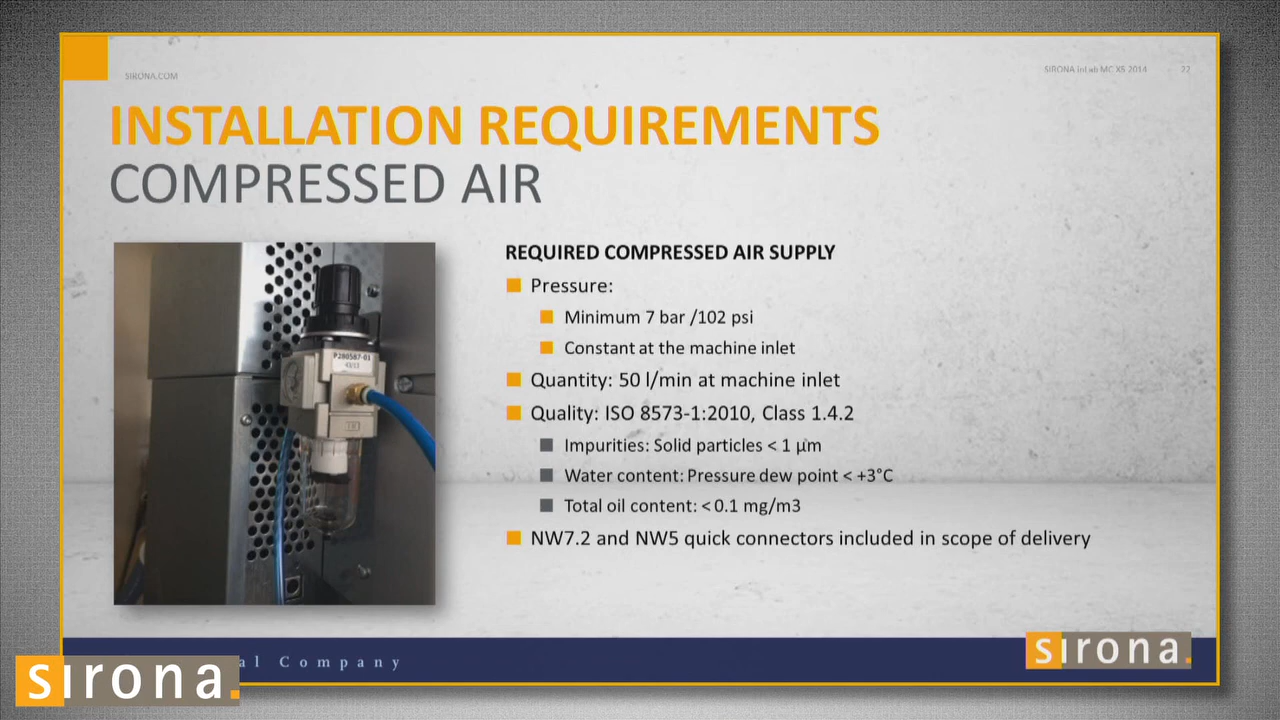 SIRONA.COM
SIRONA InLab MC X5 2014 22
INSTALLATION REQUIREMENTS
COMPRESSED AIR
P280587-01
REQUIRED COMPRESSED AIR SUPPLY
Pressure:
Minimum 7 bar /102 psi
Constant at the machine inlet
Quantity: 50 l/min at machine inlet
Quality: ISO 8573-1:2010, Class 1.4.2
Impurities: Solid particles < 1 µm
Water content: Pressure dew point < +3°C
Total oil content: < 0.1 mg/m3
NW7.2 and NW5 quick connectors included in scope of delivery
al Company
sirona.
sirona.